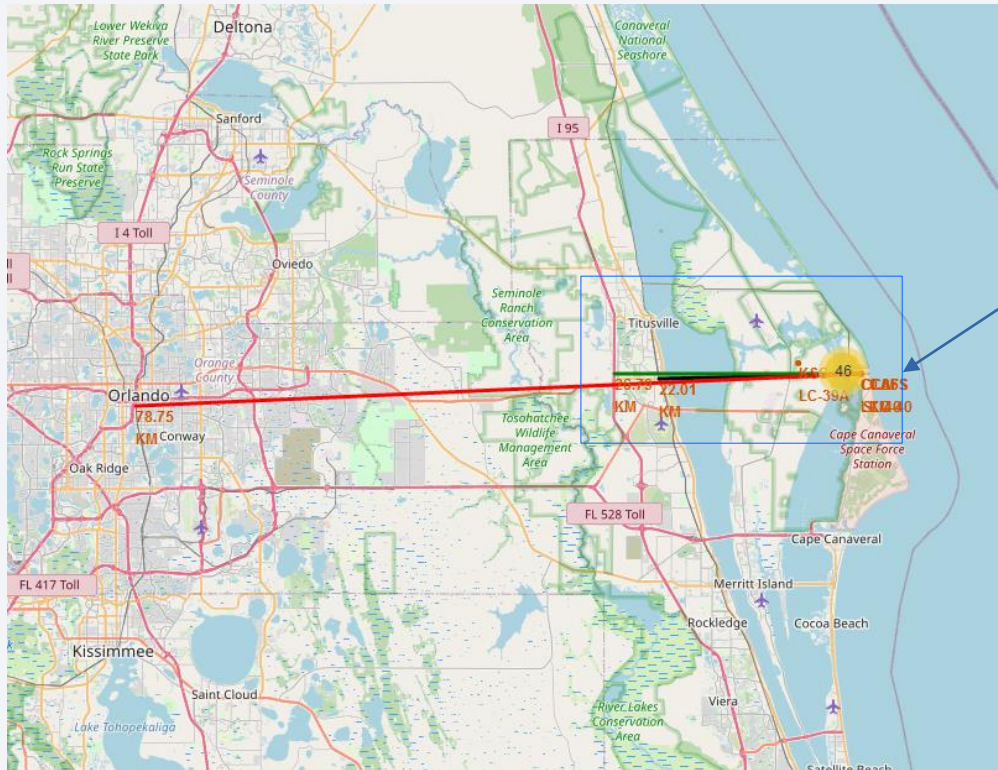 Lower Wekiva
River Preserve
State Park
Deltona
Canaveral
National
Seashore
Sanford
I 95
Rock Springs
Run State
Preserve
Seminole
County
I 4 Toll
Oviedo
Seminole
Ranch
Conservation
Area
Titusville
Orange
County
46
Orlando
78.75
KM
22.01
KM
LC-39A
Conway
Tosohatchee
Wildlife
Management
Area
Cape Canaveral
Space Force
Station
Oak Ridge
FL 528 Toll
Cape Canaveral
FL 417 Toll
Merritt Island
Rockledge
Cocoa Beach
Kissimmee
Saint Cloud
Viera
Lake Tohopekaliga
River Lakes
Conservation
Area
Satellite Beach